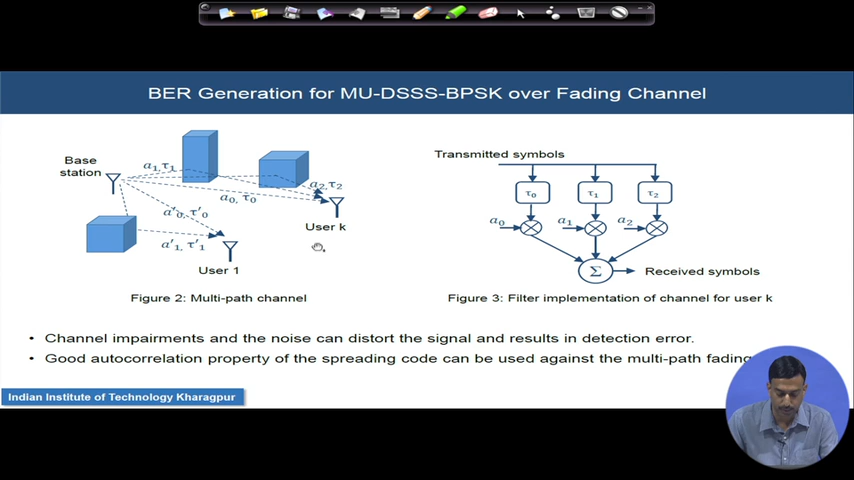 BER Generation for MU-DSSS-BPSK over Fading Channel
Base
station
a₁,τ₁
a₂,τ₂
a₀, τ₀
a′₀, τ′₀
a′₁, τ′₁
User k
User 1
Figure 2: Multi-path channel
Transmitted symbols
τ₀
τ₁
τ₂
a₀
a₁
a₂
Σ
Received symbols
Figure 3: Filter implementation of channel for user k
• Channel impairments and the noise can distort the signal and results in detection error.
• Good autocorrelation property of the spreading code can be used against the multi-path fading
Indian Institute of Technology Kharagpur